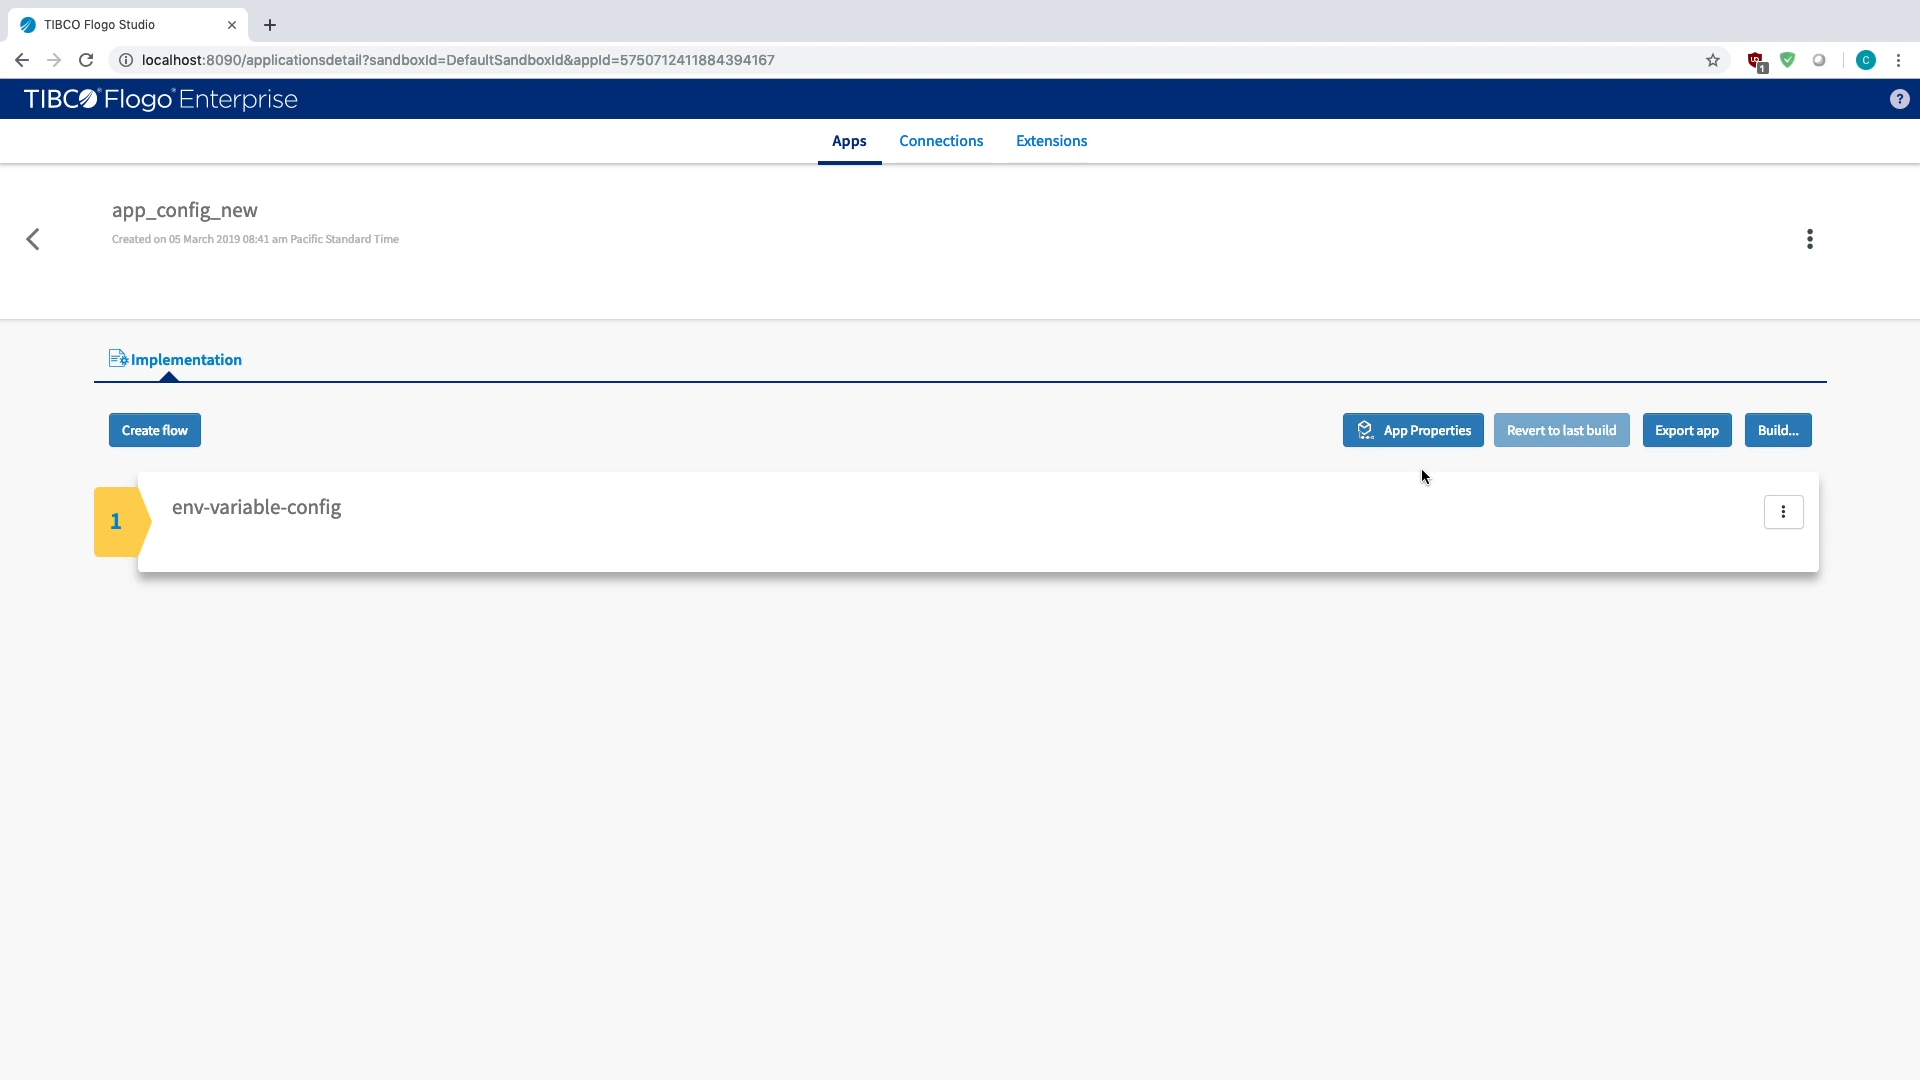 TIBCO Flogo Studio
localhost:8090/applicationsdetail?sandboxId=DefaultSandboxId&appId=5750712411884394167
1
C
TIBCO® Flogo® Enterprise
?
Apps
Connections
Extensions
app_config_new
Created on 05 March 2019 08:41 am Pacific Standard Time
Implementation
Create flow
App Properties
Revert to last build
Export app
Build...
1
env-variable-config